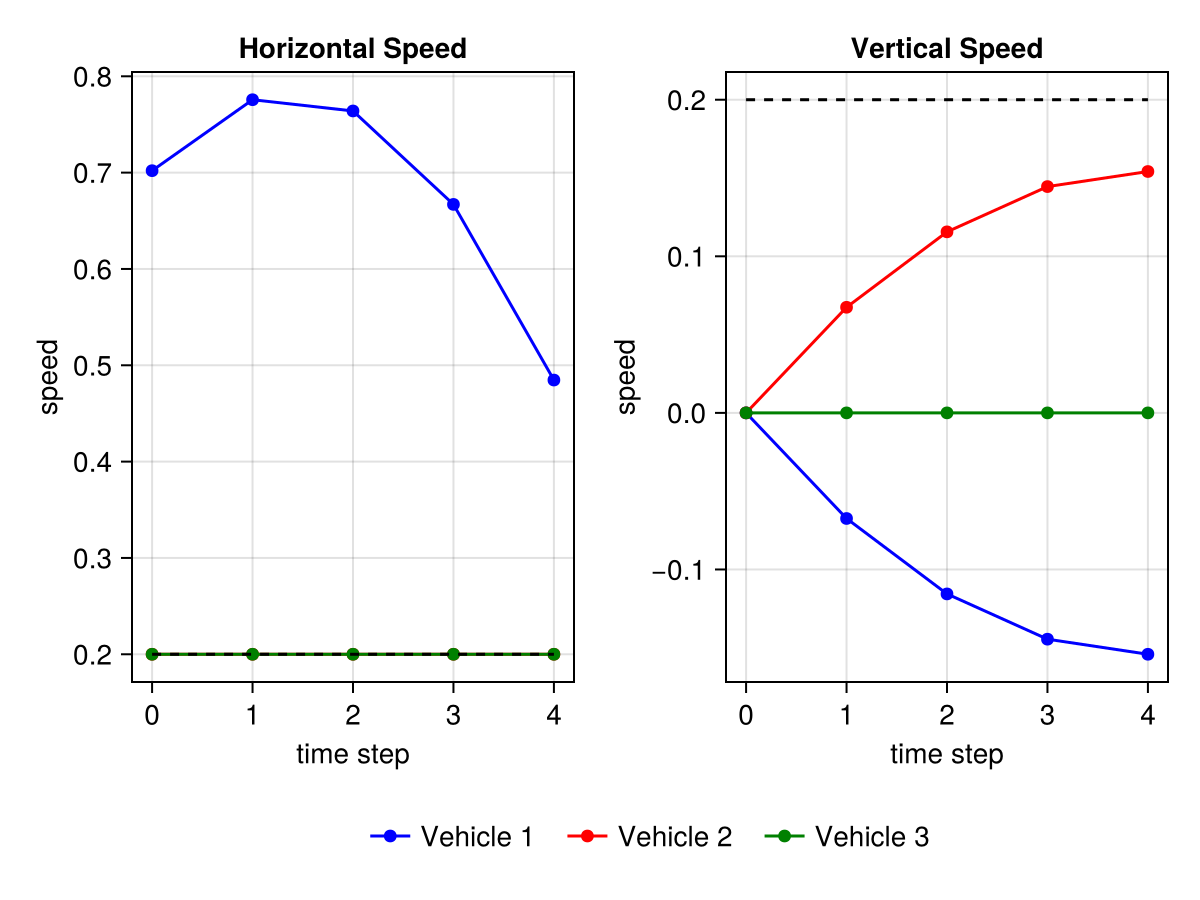 Horizontal Speed
0.8
0.7
0.6
0.5
0.4
0.3
0.2
speed
0 1 2 3 4
time step
Vertical Speed
0.2
0.1
0.0
−0.1
speed
0 1 2 3 4
time step
Vehicle 1 Vehicle 2 Vehicle 3